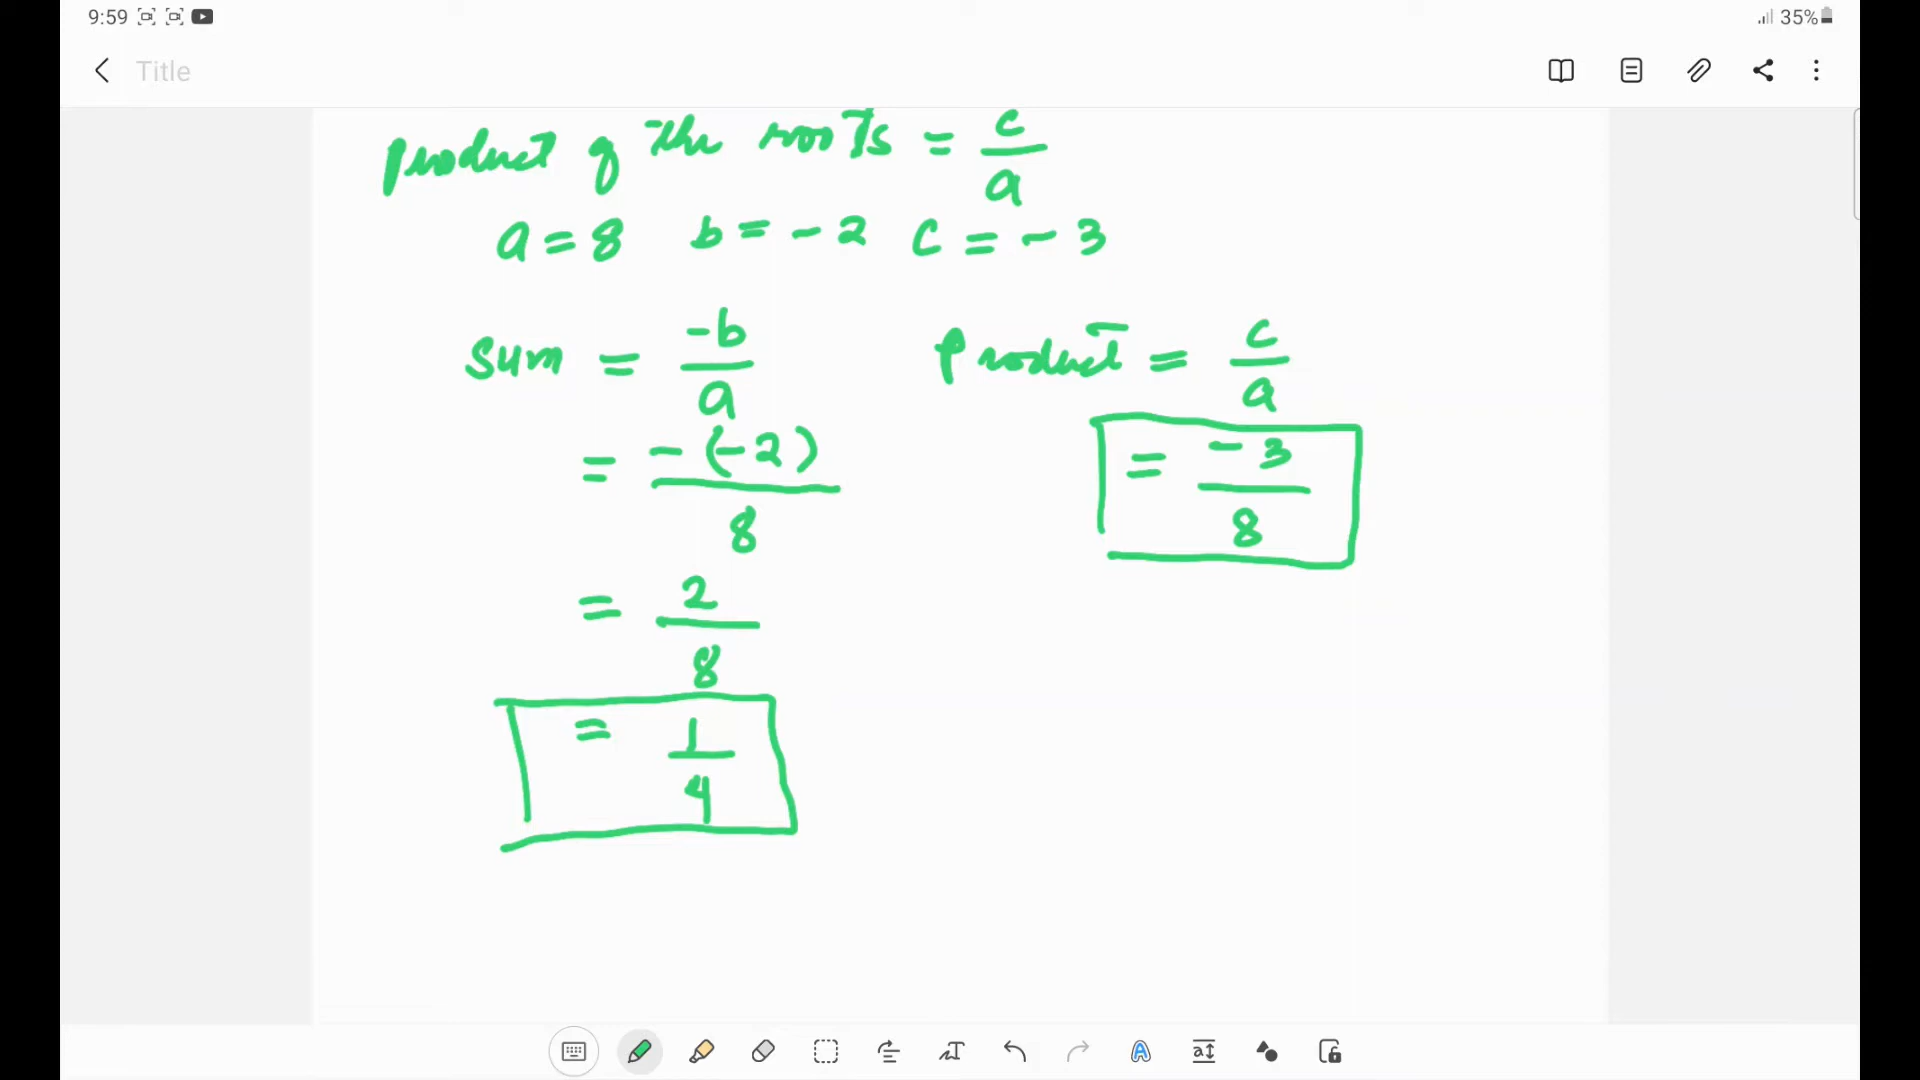 9:59 35%
Title
product of the roots = c/a
a = 8 b = -2 c = -3
sum = -b/a product = c/a
= -(-2)/8 = -3/8
= 2/8
= 1/4